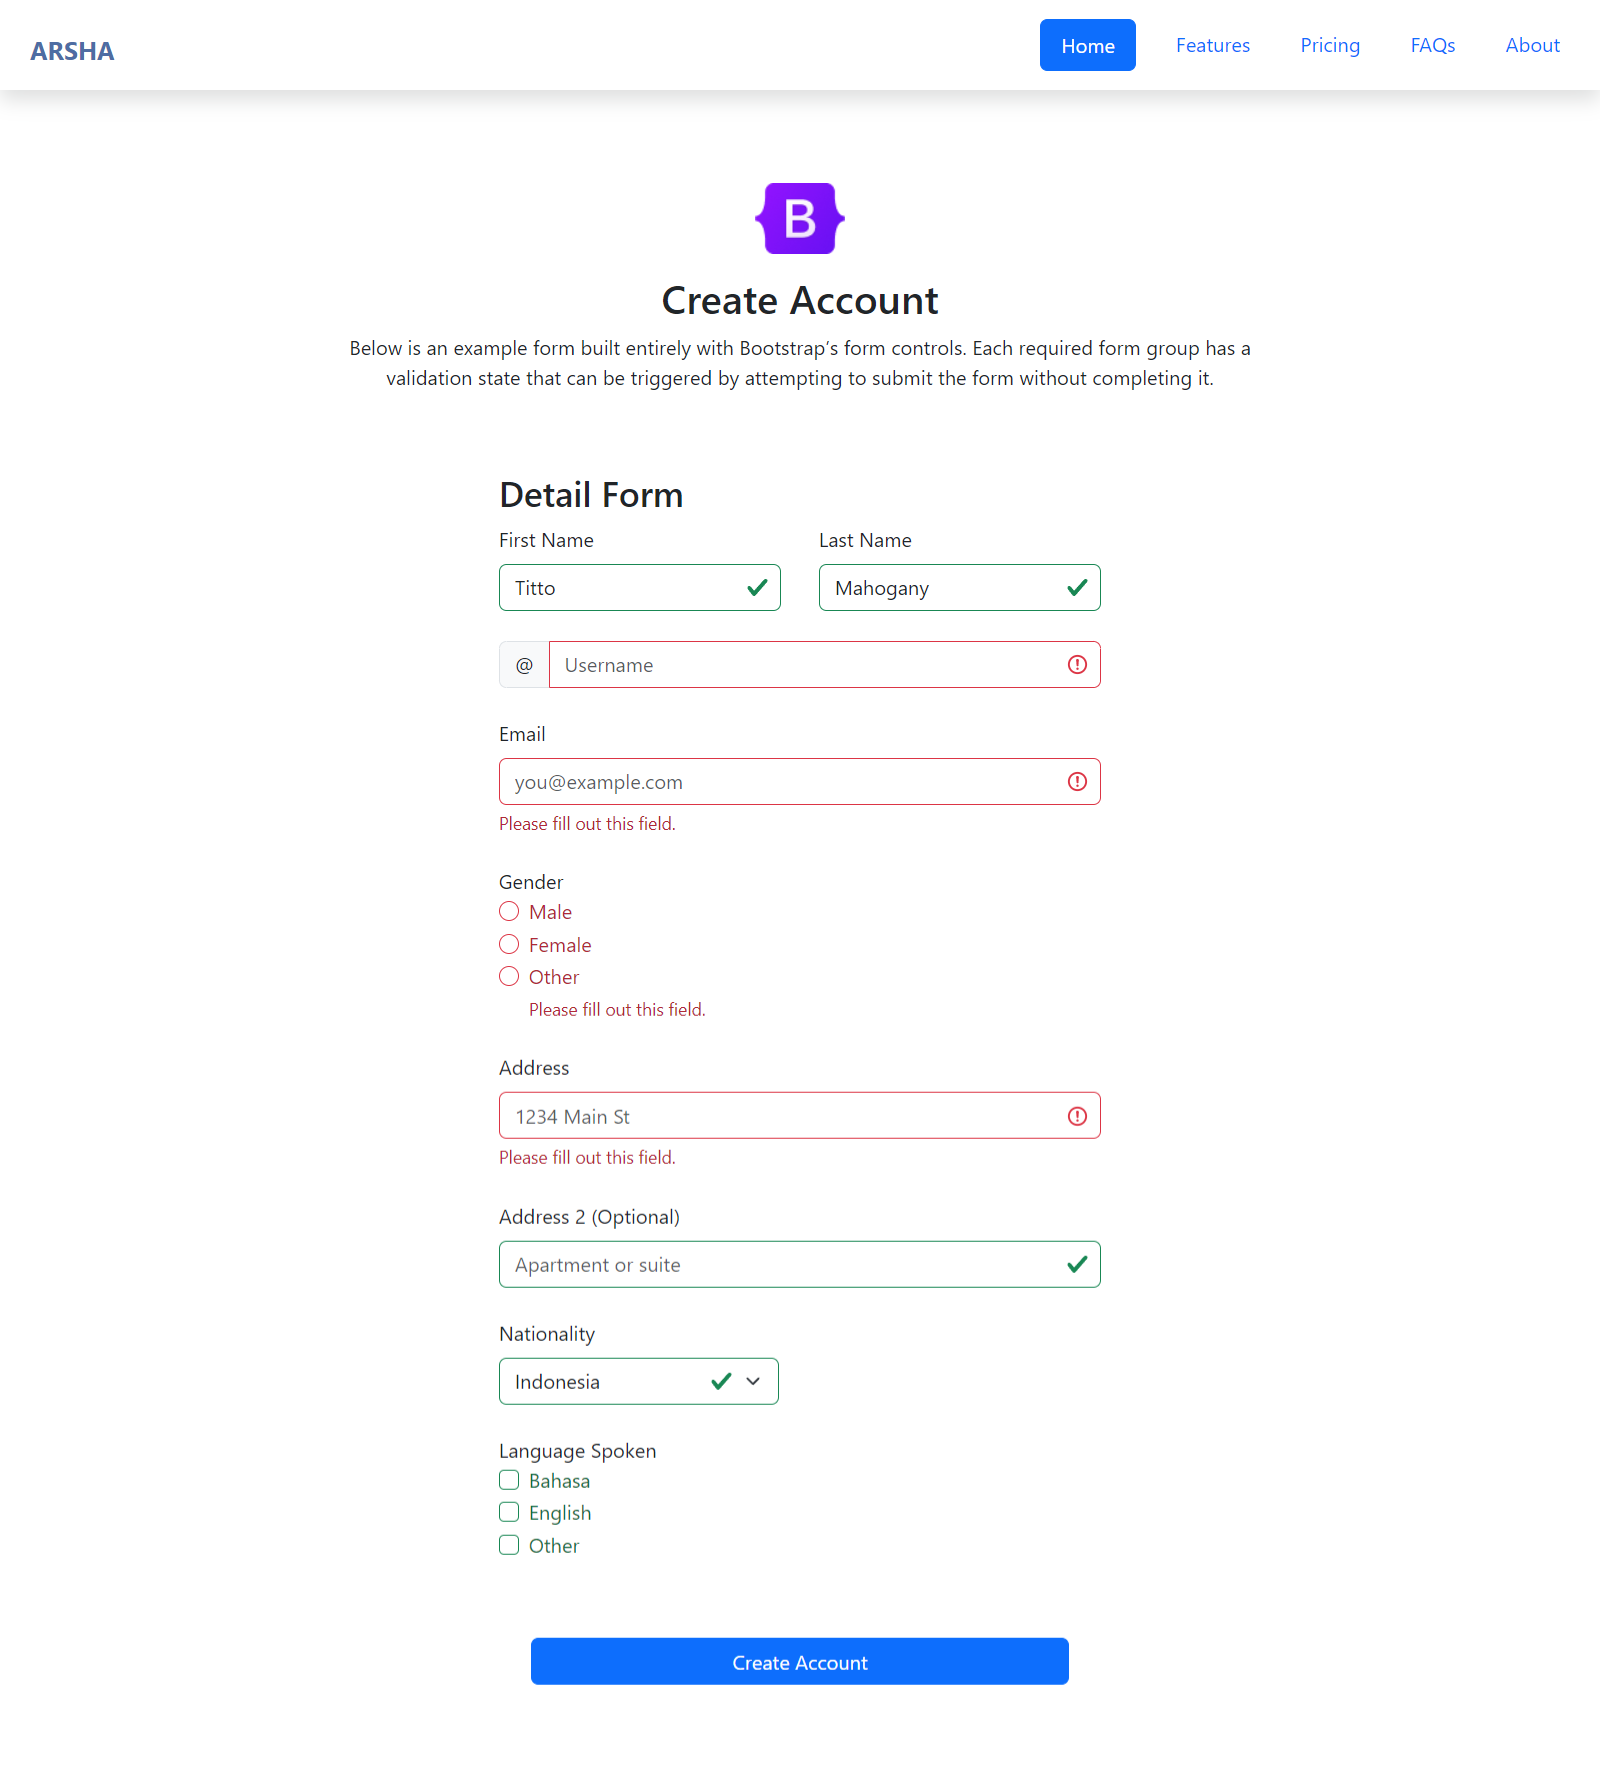 ARSHA
Home Features Pricing FAQs About
B
Create Account
Below is an example form built entirely with Bootstrap’s form controls. Each required form group has a
validation state that can be triggered by attempting to submit the form without completing it.
Detail Form
First Name Last Name
Titto Mahogany
@ Username
Email
you@example.com
Please fill out this field.
Gender
Male
Female
Other
Please fill out this field.
Address
1234 Main St
Please fill out this field.
Address 2 (Optional)
Apartment or suite
Nationality
Indonesia
Language Spoken
Bahasa
English
Other
Create Account